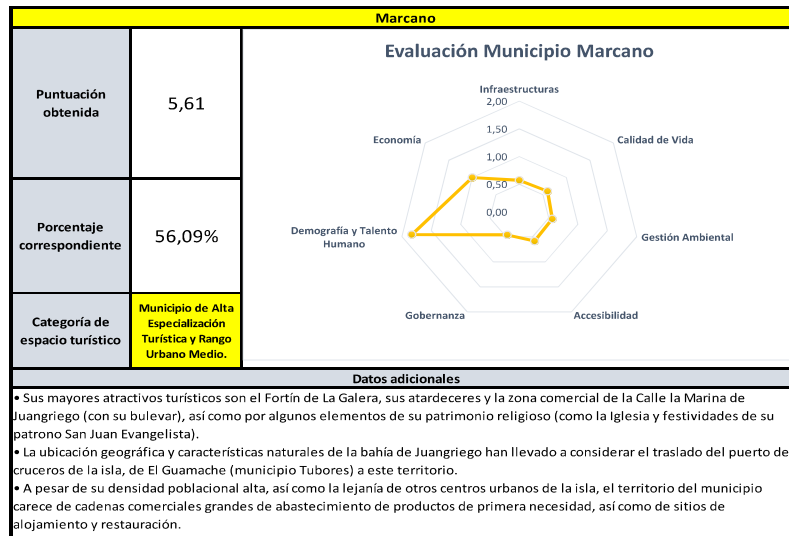 Marcano
Puntuación
obtenida
5,61
Porcentaje
correspondiente
56,09%
Categoría de
espacio turístico
Municipio de Alta
Especialización
Turística y Rango
Urbano Medio.
Evaluación Municipio Marcano
Infraestructuras
2,00
1,50
1,00
0,50
0,00
Economía
Calidad de Vida
Demografía y Talento
Humano
Gestión Ambiental
Gobernanza
Accesibilidad
Datos adicionales
• Sus mayores atractivos turísticos son el Fortín de La Galera, sus atardeceres y la zona comercial de la Calle la Marina de
Juangriego (con su bulevar), así como por algunos elementos de su patrimonio religioso (como la Iglesia y festividades de su
patrono San Juan Evangelista).
• La ubicación geográfica y características naturales de la bahía de Juangriego han llevado a considerar el traslado del puerto de
cruceros de la isla, de El Guamache (municipio Tubores) a este territorio.
• A pesar de su densidad poblacional alta, así como la lejanía de otros centros urbanos de la isla, el territorio del municipio
carece de cadenas comerciales grandes de abastecimiento de productos de primera necesidad, así como de sitios de
alojamiento y restauración.